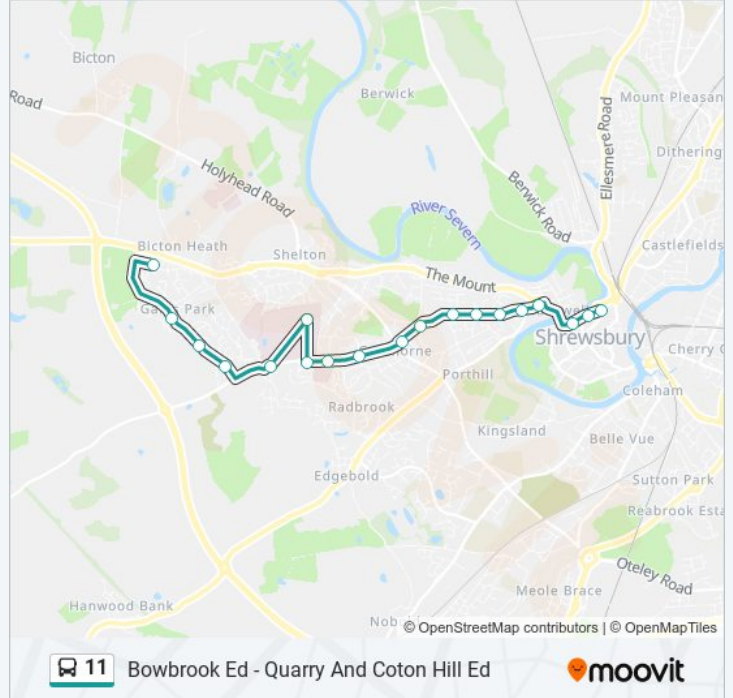 Bicton
Road
Berwick
Mount Pleasan
Ellesmere Road
Dithering
Holyhead Road
Berwick Road
River Severn
Bicton Heath
Shelton
Castlefields
The Mount
Park
Shrewsbury
Cherry
Porthill
Coleham
Radbrook
Kingsland
Belle Vue
Edgebold
Sutton Park
Reabrook Esta
Oteley Road
Meole Brace
Hanwood Bank
Nob
© OpenStreetMap contributors | © OpenMapTiles
11 Bowbrook Ed - Quarry And Coton Hill Ed
moovit